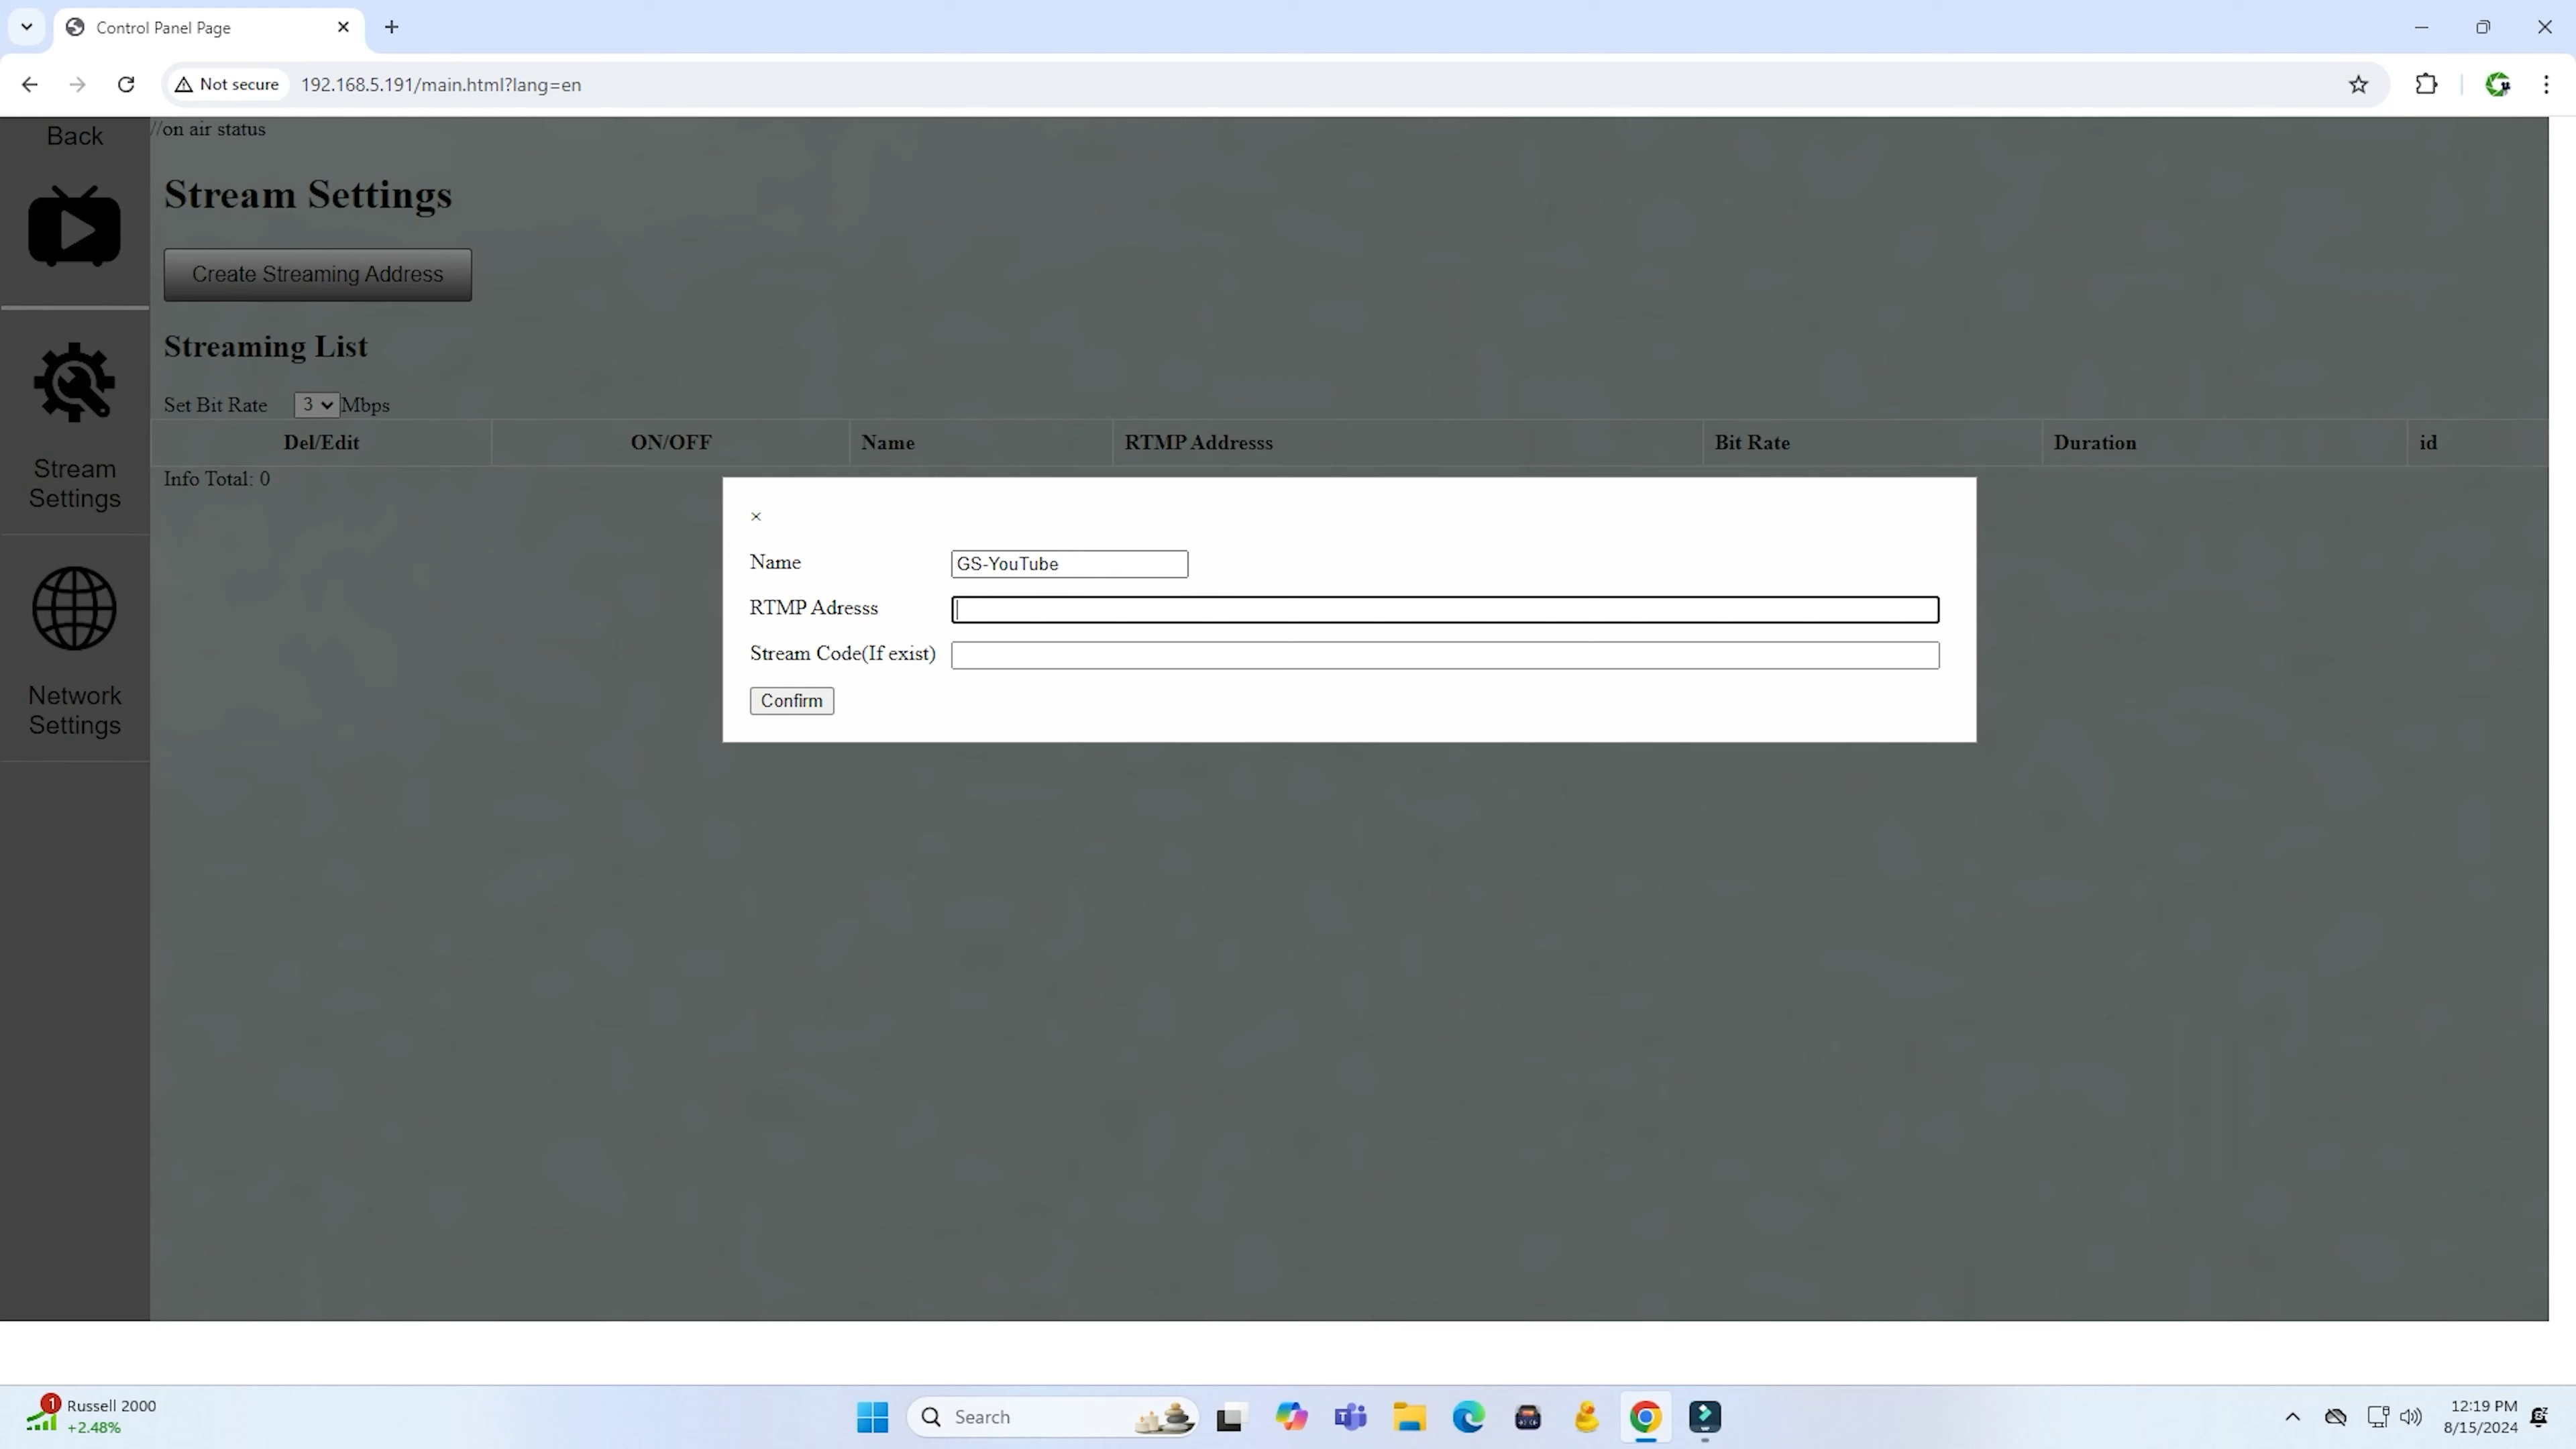 Control Panel Page
Not secure
192.168.5.191/main.html?lang=en
Back
//on air status
Stream Settings
Create Streaming Address
Streaming List
Set Bit Rate 3 Mbps
Del/Edit ON/OFF Name RTMP Addresss Bit Rate Duration id
Info Total: 0
Stream
Settings
Network
Settings
×
Name GS-YouTube
RTMP Adresss
Stream Code(If exist)
Confirm
1
Russell 2000
+2.48%
Search
12:19 PM
8/15/2024